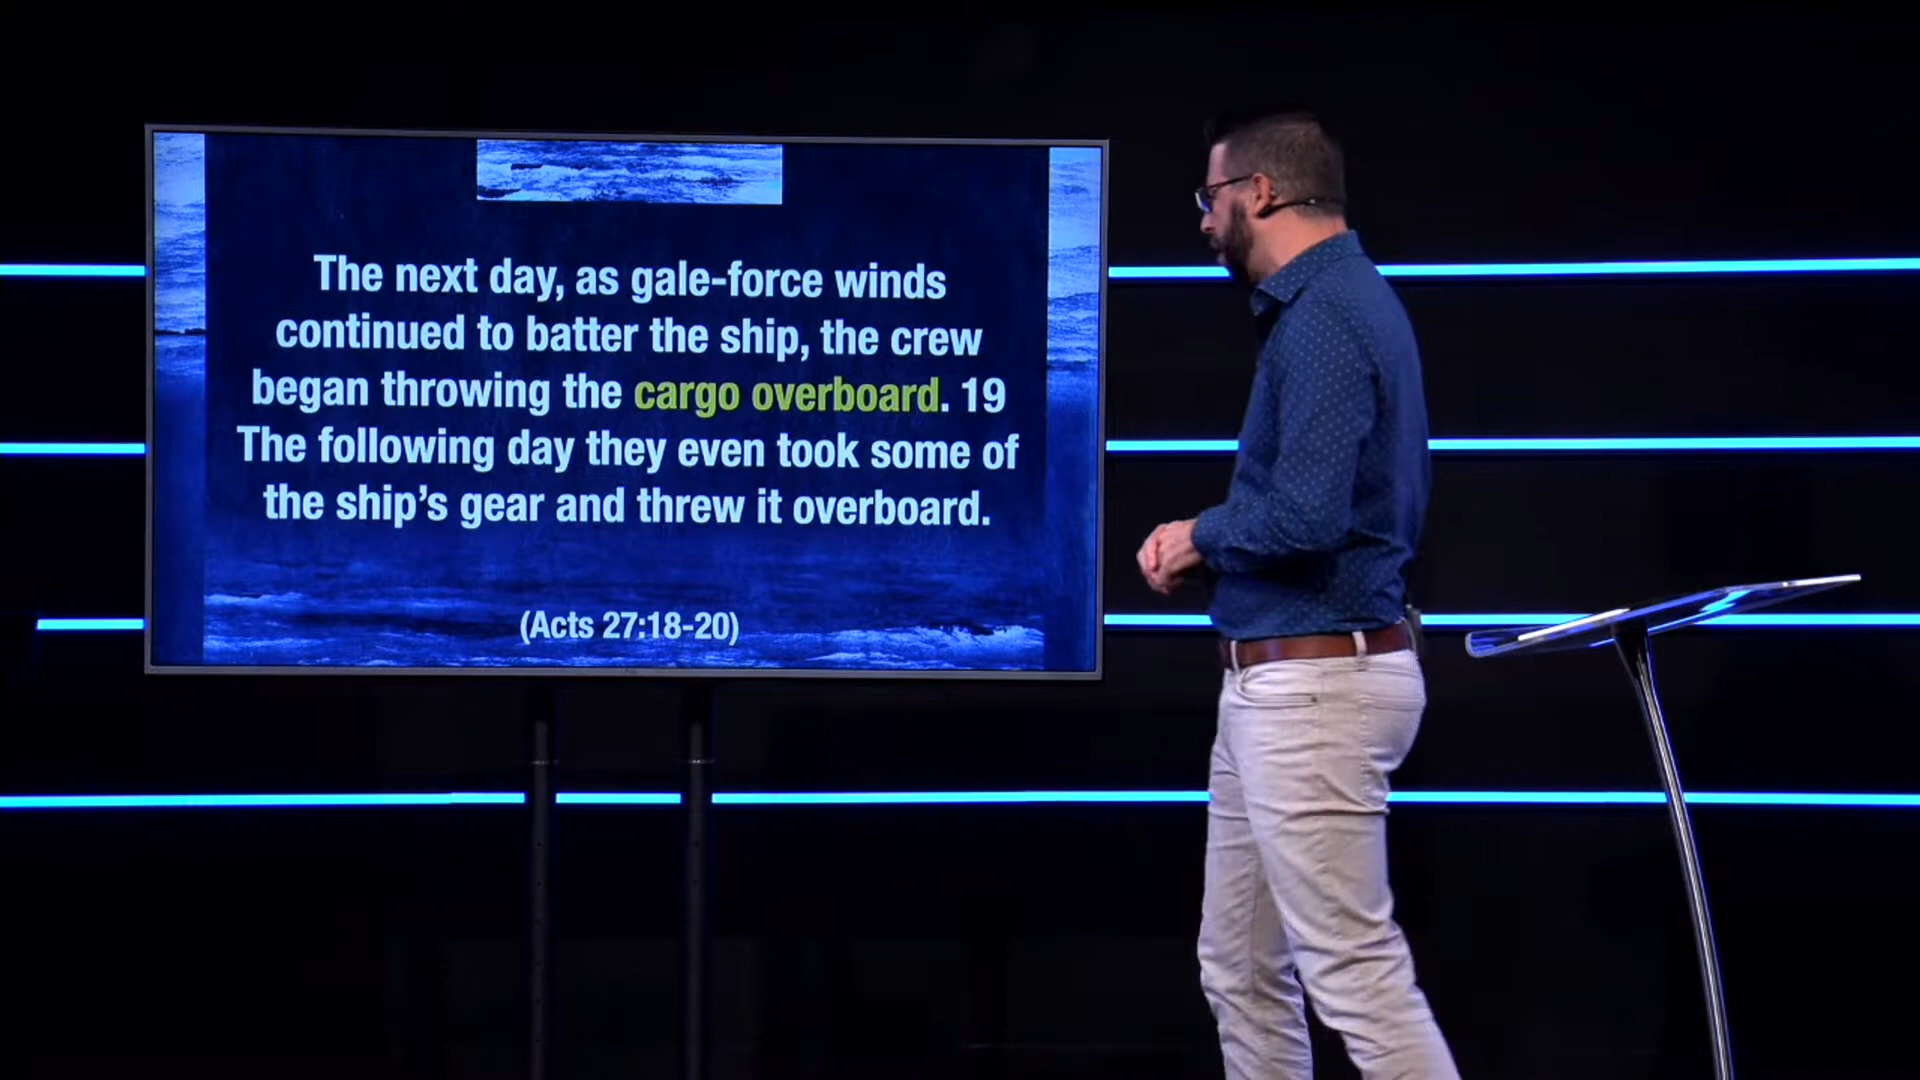 The next day, as gale-force winds
continued to batter the ship, the crew
began throwing the cargo overboard. 19
The following day they even took some of
the ship’s gear and threw it overboard.
(Acts 27:18-20)